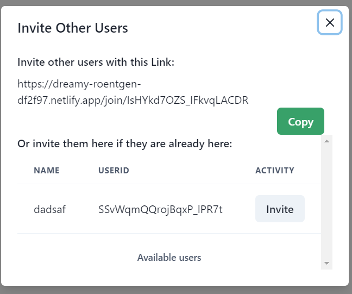 Invite Other Users
Invite other users with this Link:
https://dreamy-roentgen-
df2f97.netlify.app/join/IsHYkd7OZS_IFkvqLACDR
Copy
Or invite them here if they are already here:
NAME USERID ACTIVITY
dadsaf SSvWqmQQrojBqxP_lPR7t Invite
Available users